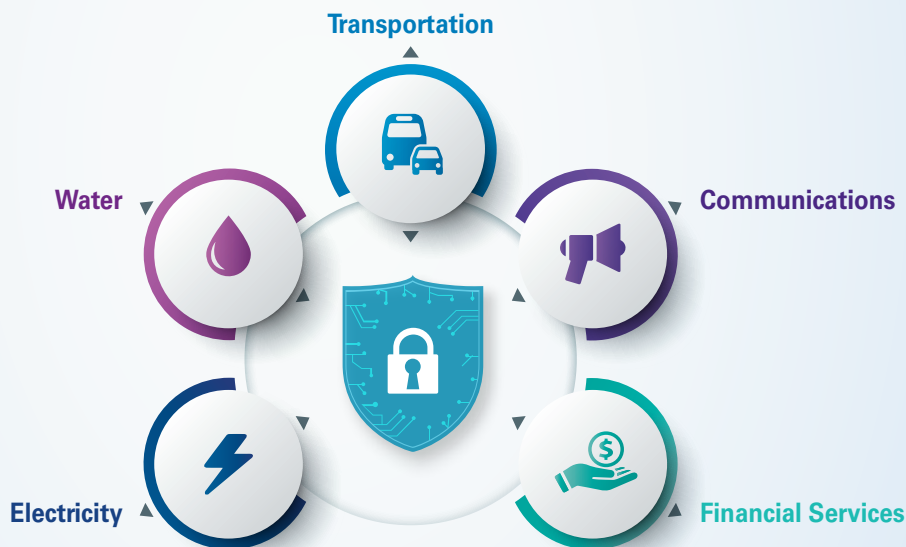 Transportation
Water
Communications
$
Electricity
Financial Services